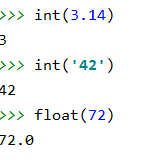 >>> int(3.14)
3
>>> int('42')
42
>>> float(72)
72.0